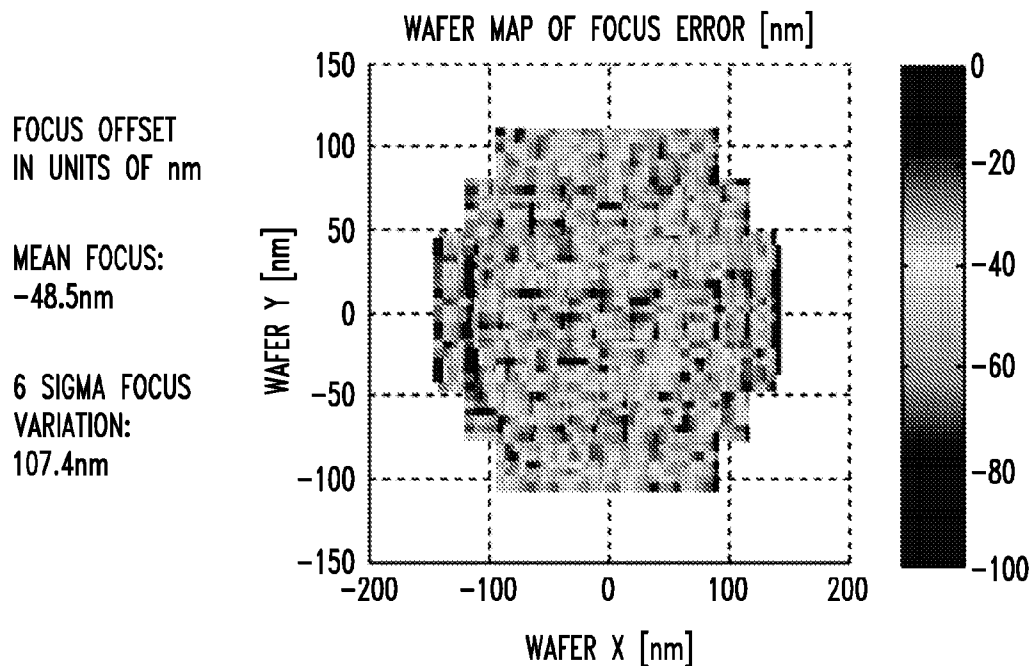 WAFER MAP OF FOCUS ERROR [nm]
FOCUS OFFSET
IN UNITS OF nm
MEAN FOCUS:
-48.5nm
6 SIGMA FOCUS
VARIATION:
107.4nm
WAFER Y [nm]
150
100
50
0
-50
-100
-150
-200
-100
0
100
200
WAFER X [nm]
0
-20
-40
-60
-80
-100